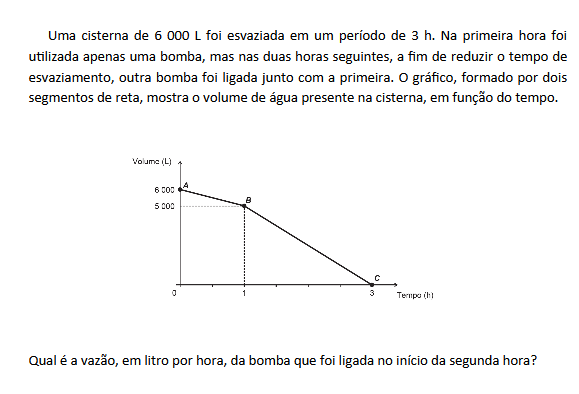 Uma cisterna de 6 000 L foi esvaziada em um período de 3 h. Na primeira hora foi
utilizada apenas uma bomba, mas nas duas horas seguintes, a fim de reduzir o tempo de
esvaziamento, outra bomba foi ligada junto com a primeira. O gráfico, formado por dois
segmentos de reta, mostra o volume de água presente na cisterna, em função do tempo.
Volume (L)
6 000 A
5 000 B
C
0 1 3 Tempo (h)
Qual é a vazão, em litro por hora, da bomba que foi ligada no início da segunda hora?